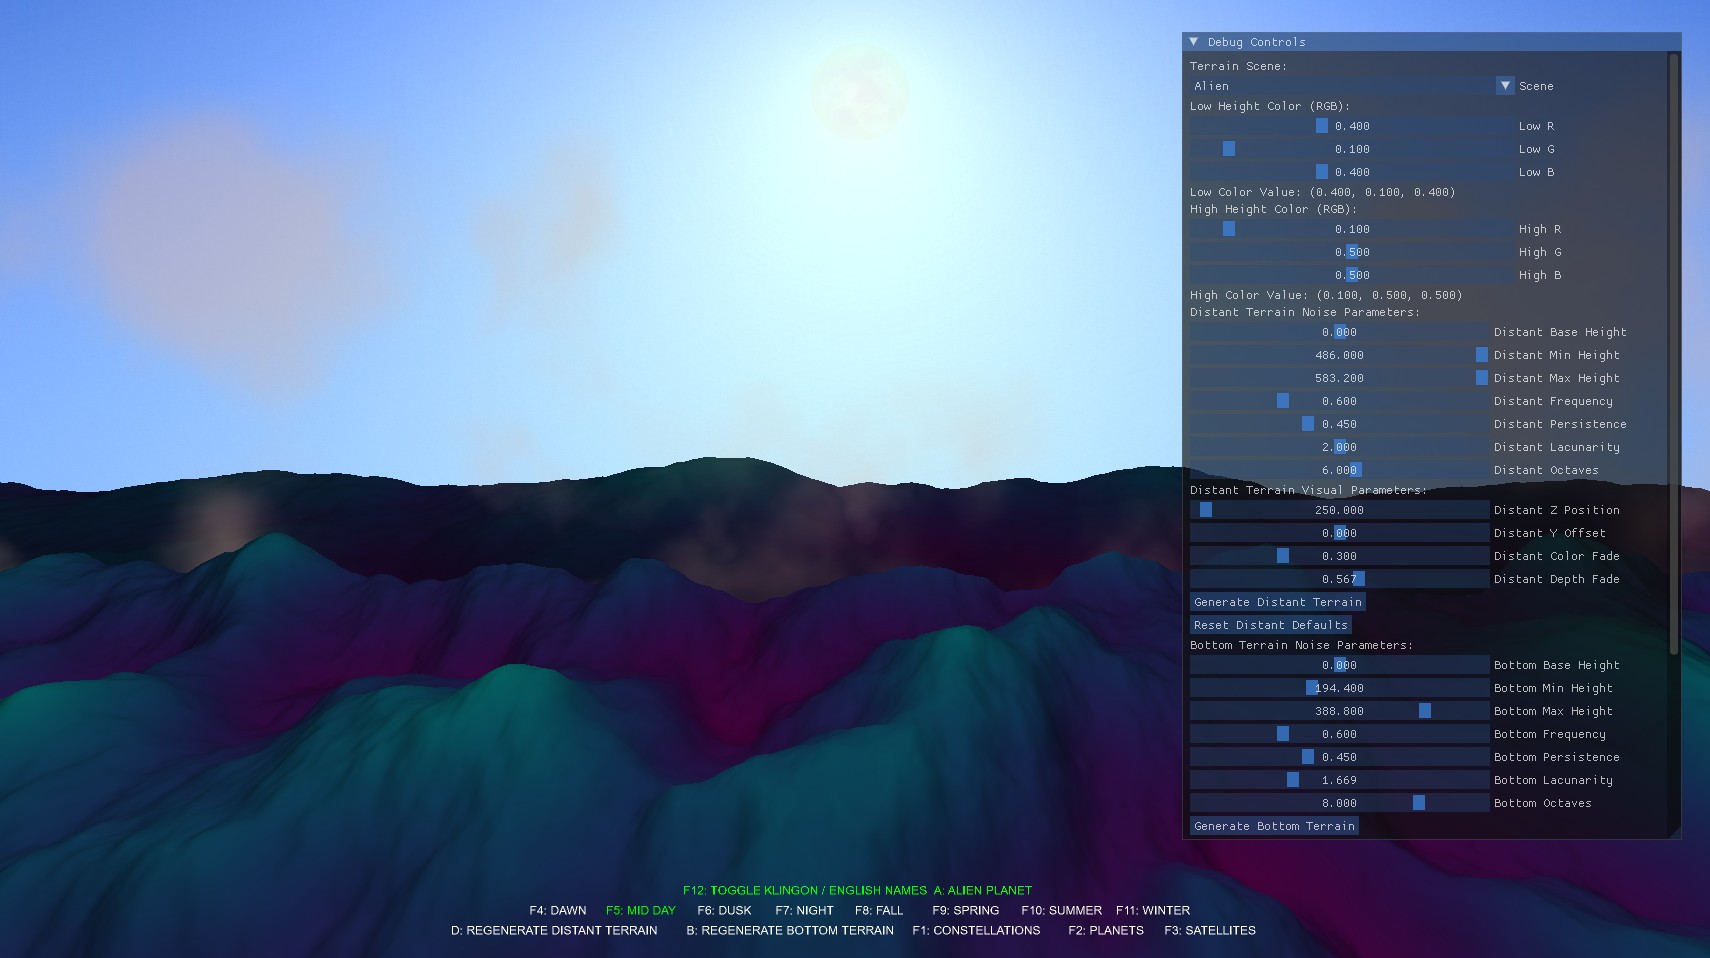 Debug Controls
Terrain Scene:
Alien Scene
Low Height Color (RGB):
0.400 Low R
0.100 Low G
0.400 Low B
Low Color Value: (0.400, 0.100, 0.400)
High Height Color (RGB):
0.100 High R
0.500 High G
0.500 High B
High Color Value: (0.100, 0.500, 0.500)
Distant Terrain Noise Parameters:
0.000 Distant Base Height
486.000 Distant Min Height
583.200 Distant Max Height
0.600 Distant Frequency
0.450 Distant Persistence
2.000 Distant Lacunarity
6.000 Distant Octaves
Distant Terrain Visual Parameters:
250.000 Distant Z Position
0.000 Distant Y Offset
0.300 Distant Color Fade
0.567 Distant Depth Fade
Generate Distant Terrain
Reset Distant Defaults
Bottom Terrain Noise Parameters:
0.000 Bottom Base Height
194.400 Bottom Min Height
388.800 Bottom Max Height
0.600 Bottom Frequency
0.450 Bottom Persistence
1.669 Bottom Lacunarity
8.000 Bottom Octaves
Generate Bottom Terrain
F12: TOGGLE KLINGON / ENGLISH NAMES A: ALIEN PLANET
F4: DAWN F5: MID DAY F6: DUSK F7: NIGHT F8: FALL F9: SPRING F10: SUMMER F11: WINTER
D: REGENERATE DISTANT TERRAIN B: REGENERATE BOTTOM TERRAIN F1: CONSTELLATIONS F2: PLANETS F3: SATELLITES